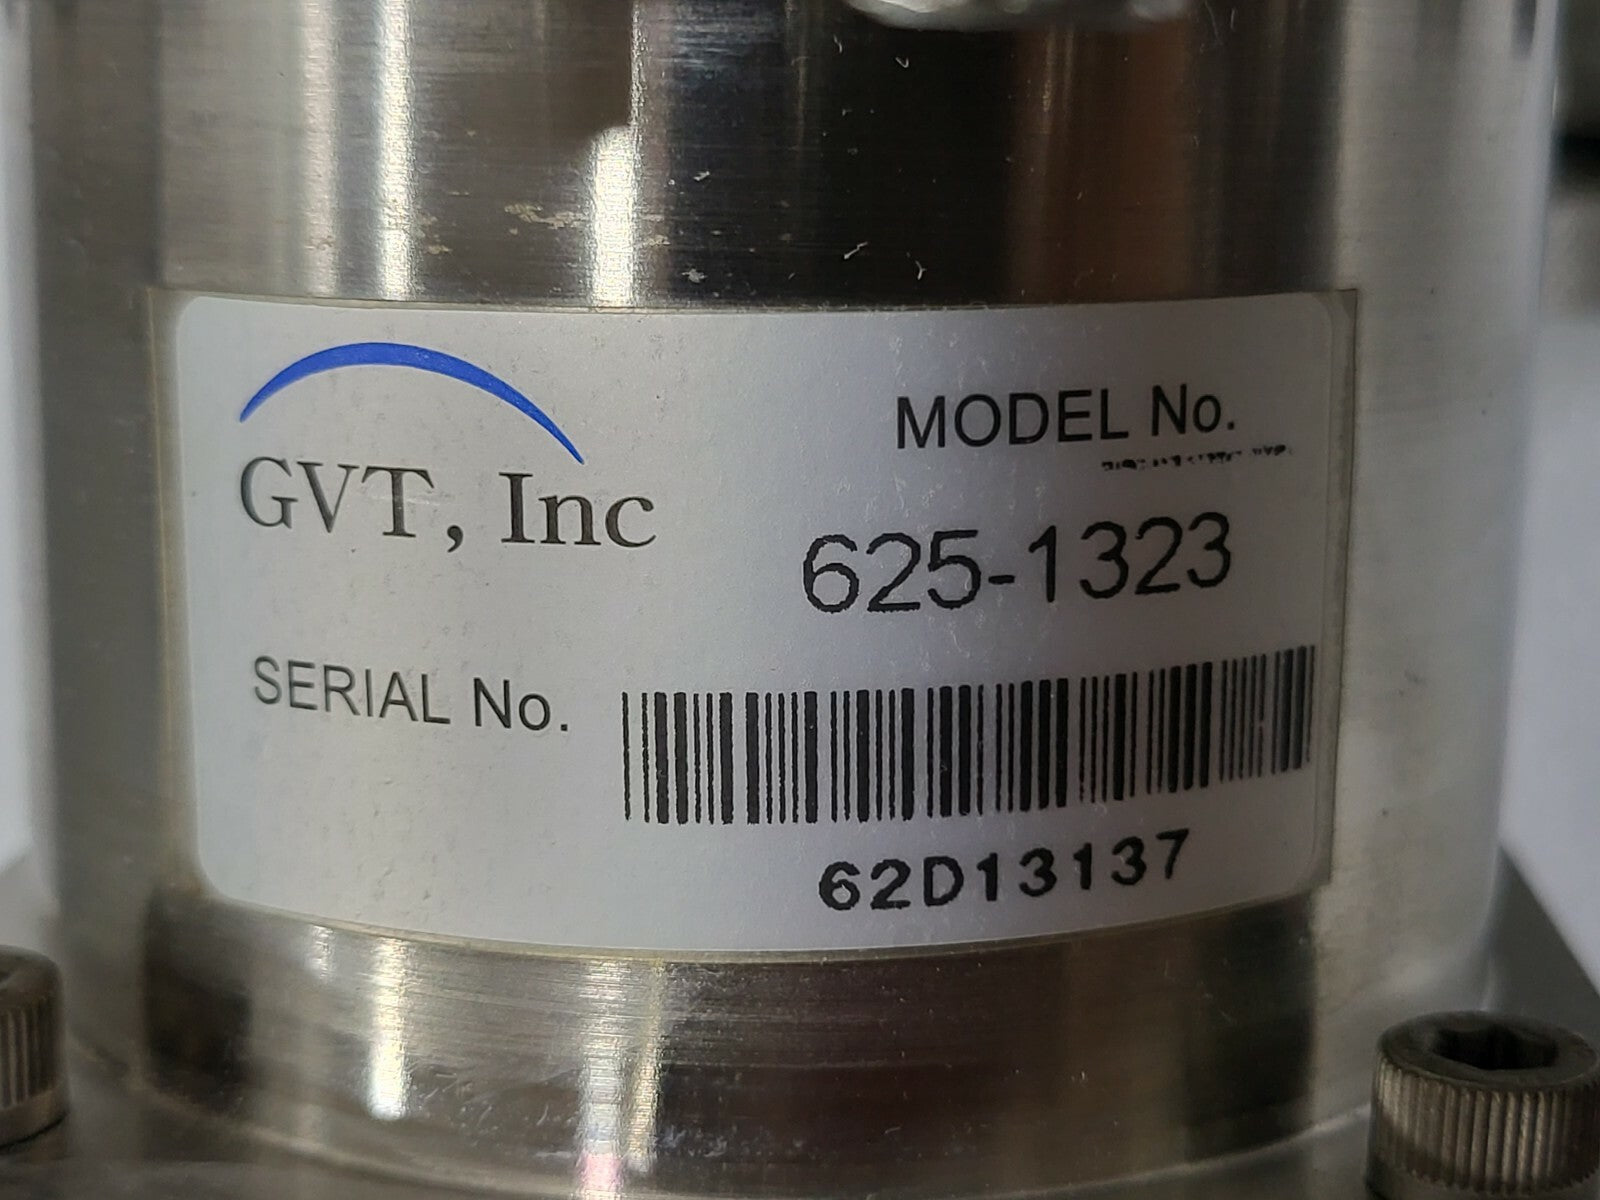 GVT, Inc
MODEL No.
625-1323
SERIAL No.
62D13137